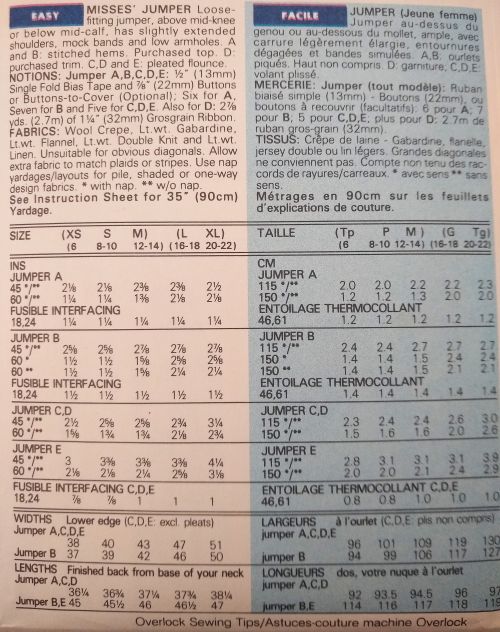 EASY
MISSES' JUMPER Loose-
fitting jumper, above mid-knee
or below mid-calf, has slightly extended
shoulders, mock bands and low armholes. A
and B: stitched hems. Purchased top. D:
purchased trim. C,D and E: pleated flounce.
NOTIONS: Jumper A,B,C,D,E: ½" (13mm)
Single Fold Bias Tape and ⅞" (22mm) Buttons
or Buttons-to-Cover (Optional); Six for A,
Seven for B and Five for C,D,E. Also for D: 2⅞
yds. (2.7m) of 1¼" (32mm) Grosgrain Ribbon.
FABRICS: Wool Crepe, Lt.wt. Gabardine,
Lt.wt. Flannel, Lt.wt. Double Knit and Lt.wt.
Linen. Unsuitable for obvious diagonals. Allow
extra fabric to match plaids or stripes. Use nap
yardages/layouts for pile, shaded or one-way
design fabrics. * with nap. ** w/o nap.
See Instruction Sheet for 35" (90cm)
Yardage.
SIZE (XS S M (L XL)
(6 8-10 12-14) (16-18 20-22)
INS
JUMPER A
45 */** 2⅛ 2⅛ 2⅜ 2⅜ 2½
60 */** 1¼ 1¼ 1⅜ 2⅛ 2⅛
FUSIBLE INTERFACING
18,24 1¼ 1¼ 1¼ 1¼ 1¼
JUMPER B
45 */** 2⅝ 2⅝ 2⅞ 2⅞ 2⅞
60 * 1½ 1½ 1⅝ 2⅝ 2⅝
60 ** 1½ 1½ 1⅝ 2¼ 2¼
FUSIBLE INTERFACING
18,24 1½ 1½ 1½ 1½ 1½
JUMPER C,D
45 */** 2½ 2⅝ 2⅝ 2¾ 3¼
60 */** 1⅝ 1¾ 1¾ 2⅛ 2¾
JUMPER E
45 */** 3 3⅜ 3⅜ 3⅜ 4¼
60 */** 2⅛ 2⅛ 2¼ 2⅝ 3⅛
FUSIBLE INTERFACING C,D,E
18,24 ⅞ ⅞ 1 1 1
WIDTHS Lower edge (C,D,E: excl. pleats)
Jumper A,C,D,E
38 40 43 47 51
Jumper B 37 39 42 46 50
LENGTHS Finished back from base of your neck
Jumper A,C,D
36¼ 36¾ 37¼ 37¾ 38¼
Jumper B,E 45 45½ 46 46½ 47
FACILE
JUMPER (Jeune femme)
Jumper au-dessus du
genou ou au-dessous du mollet, ample, avec
carrure légèrement élargie, entournures
dégagées et bandes simulées. A,B: ourlets
piqués. Haut non compris. D: garniture, C,D,E:
volant plissé.
MERCERIE: Jumper (tout modèle): Ruban
biaisé simple (13mm) - Boutons (22mm), ou
boutons à recouvrir (facultatifs): 6 pour A, 7
pour B, 5 pour C,D,E; plus pour D: 2.7m de
ruban gros-grain (32mm).
TISSUS: Crêpe de laine - Gabardine, flanelle,
jersey double ou lin légers. Grandes diagonales
ne conviennent pas. Compte non tenu des rac-
cords de rayures/carreaux. * avec sens ** sans
sens.
Métrages en 90cm sur les feuillets
d'explications de couture.
TAILLE (Tp P M ) (G Tg)
(6 8-10 12-14) (16-18 20-22)
CM
JUMPER A
115 */** 2.0 2.0 2.2 2.2 2.3
150 */** 1.2 1.2 1.3 2.0 2.0
ENTOILAGE THERMOCOLLANT
46,61 1.2 1.2 1.2 1.2 1.2
JUMPER B
115 */** 2.4 2.4 2.7 2.7 2.7
150 * 1.4 1.4 1.5 2.4 2.4
150 ** 1.4 1.4 1.5 2.1 2.1
ENTOILAGE THERMOCOLLANT
46,61 1.4 1.4 1.4 1.4 1.4
JUMPER C,D
115 */** 2.3 2.4 2.4 2.6 3.0
150 */** 1.5 1.6 1.6 2.0 2.6
JUMPER E
115 */** 2.8 3.1 3.1 3.1 3.9
150 */** 2.0 2.0 2.1 2.4 2.9
ENTOILAGE THERMOCOLLANT C,D,E
46,61 0.8 0.8 1.0 1.0 1.0
LARGEURS à l'ourlet (C,D,E: plis non compris)
jumper A,C,D,E
96 101 109 119 130
jumper B 94 99 106 117 127
LONGUEURS dos, votre nuque à l'ourlet
jumper A,C,D
92 93.5 94.5 96 97
jumper B,E 114 116 117 118 119
Overlock Sewing Tips/Astuces-couture machine Overlock